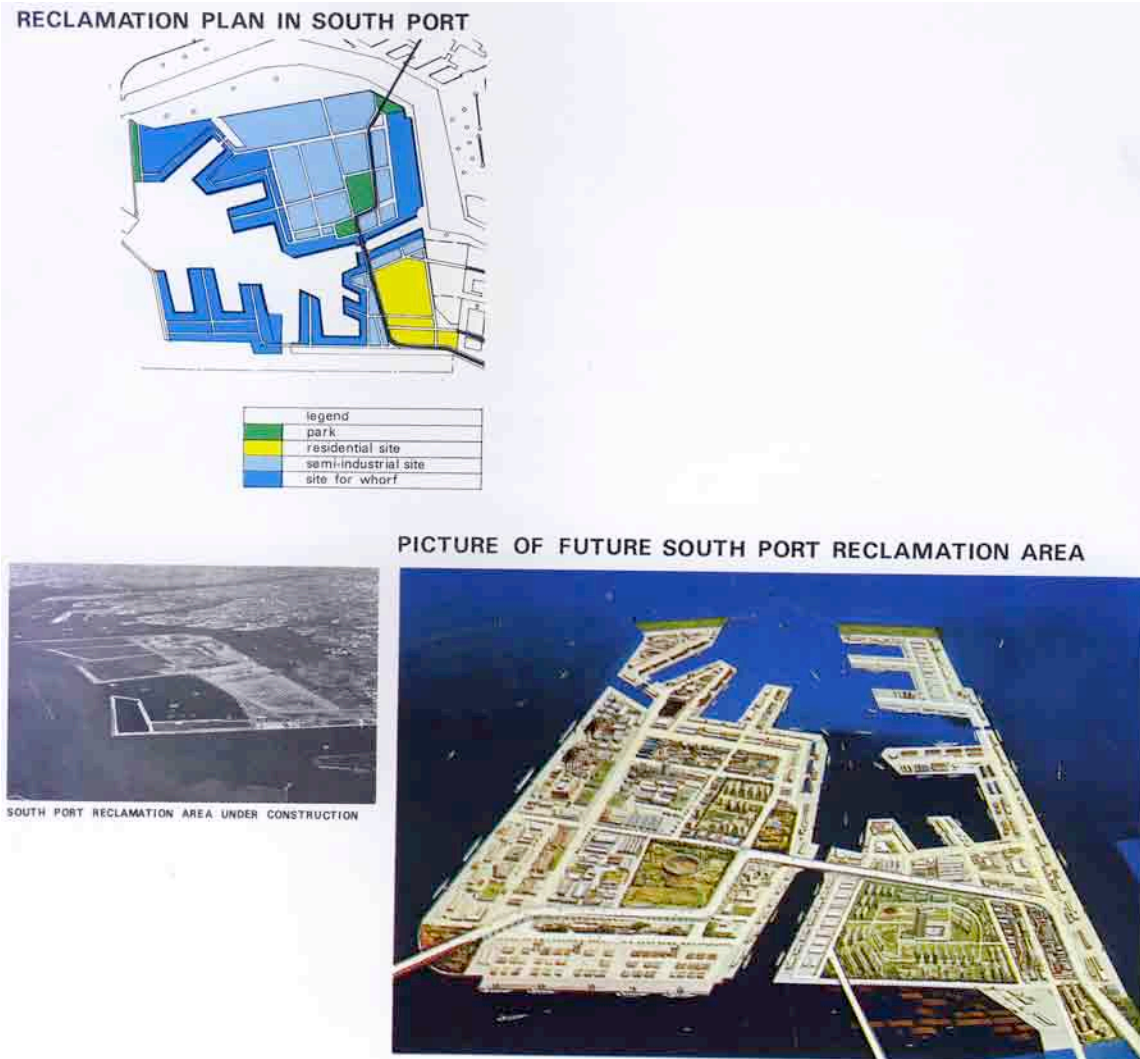 RECLAMATION PLAN IN SOUTH PORT
legend
park
residential site
semi-industrial site
site for whorf
PICTURE OF FUTURE SOUTH PORT RECLAMATION AREA
SOUTH PORT RECLAMATION AREA UNDER CONSTRUCTION